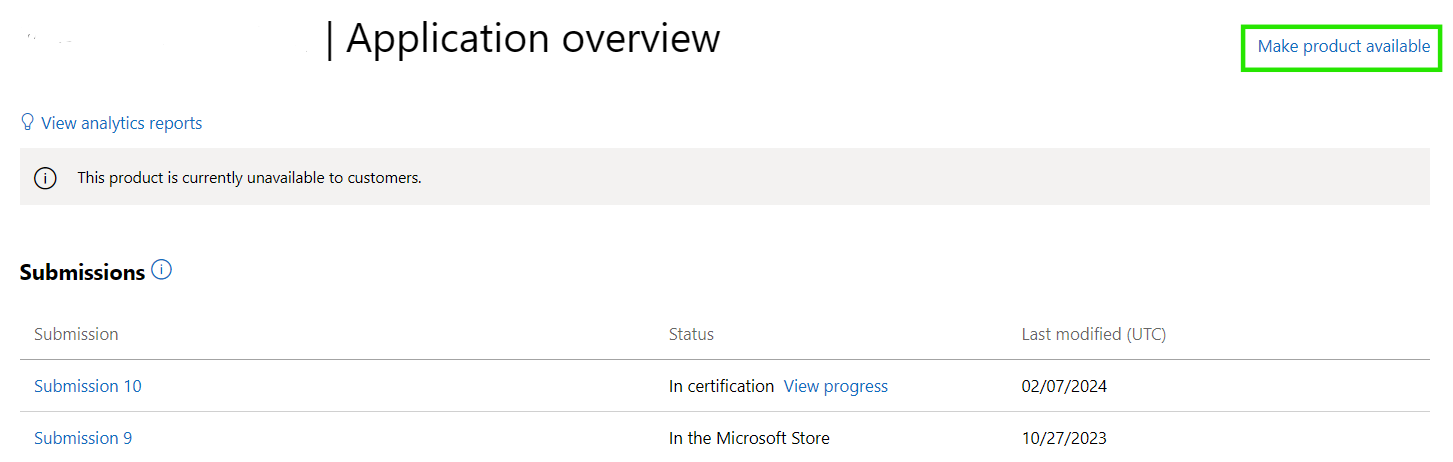 | Application overview
Make product available
View analytics reports
This product is currently unavailable to customers.
Submissions
Submission Status Last modified (UTC)
Submission 10 In certification View progress 02/07/2024
Submission 9 In the Microsoft Store 10/27/2023